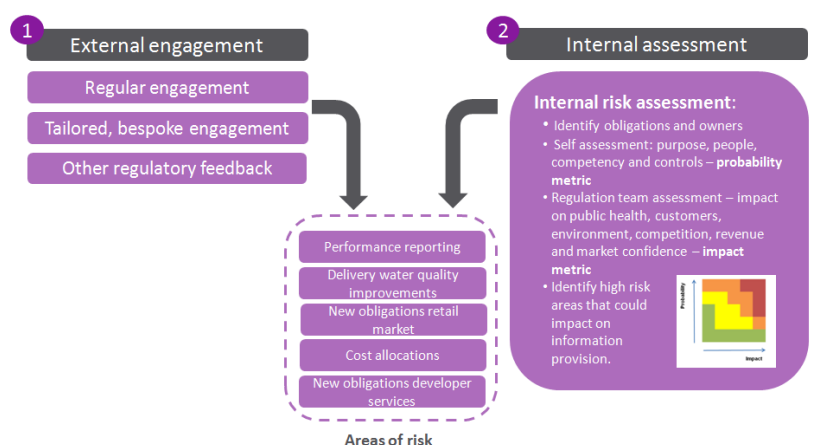 1
External engagement
Regular engagement
Tailored, bespoke engagement
Other regulatory feedback
2
Internal assessment
Internal risk assessment:
• Identify obligations and owners
• Self assessment: purpose, people,
competency and controls – probability
metric
• Regulation team assessment – impact
on public health, customers,
environment, competition, revenue
and market confidence – impact
metric
• Identify high risk
areas that could
impact on
information
provision.
Probability
Impact
Performance reporting
Delivery water quality
improvements
New obligations retail
market
Cost allocations
New obligations developer
services
Areas of risk